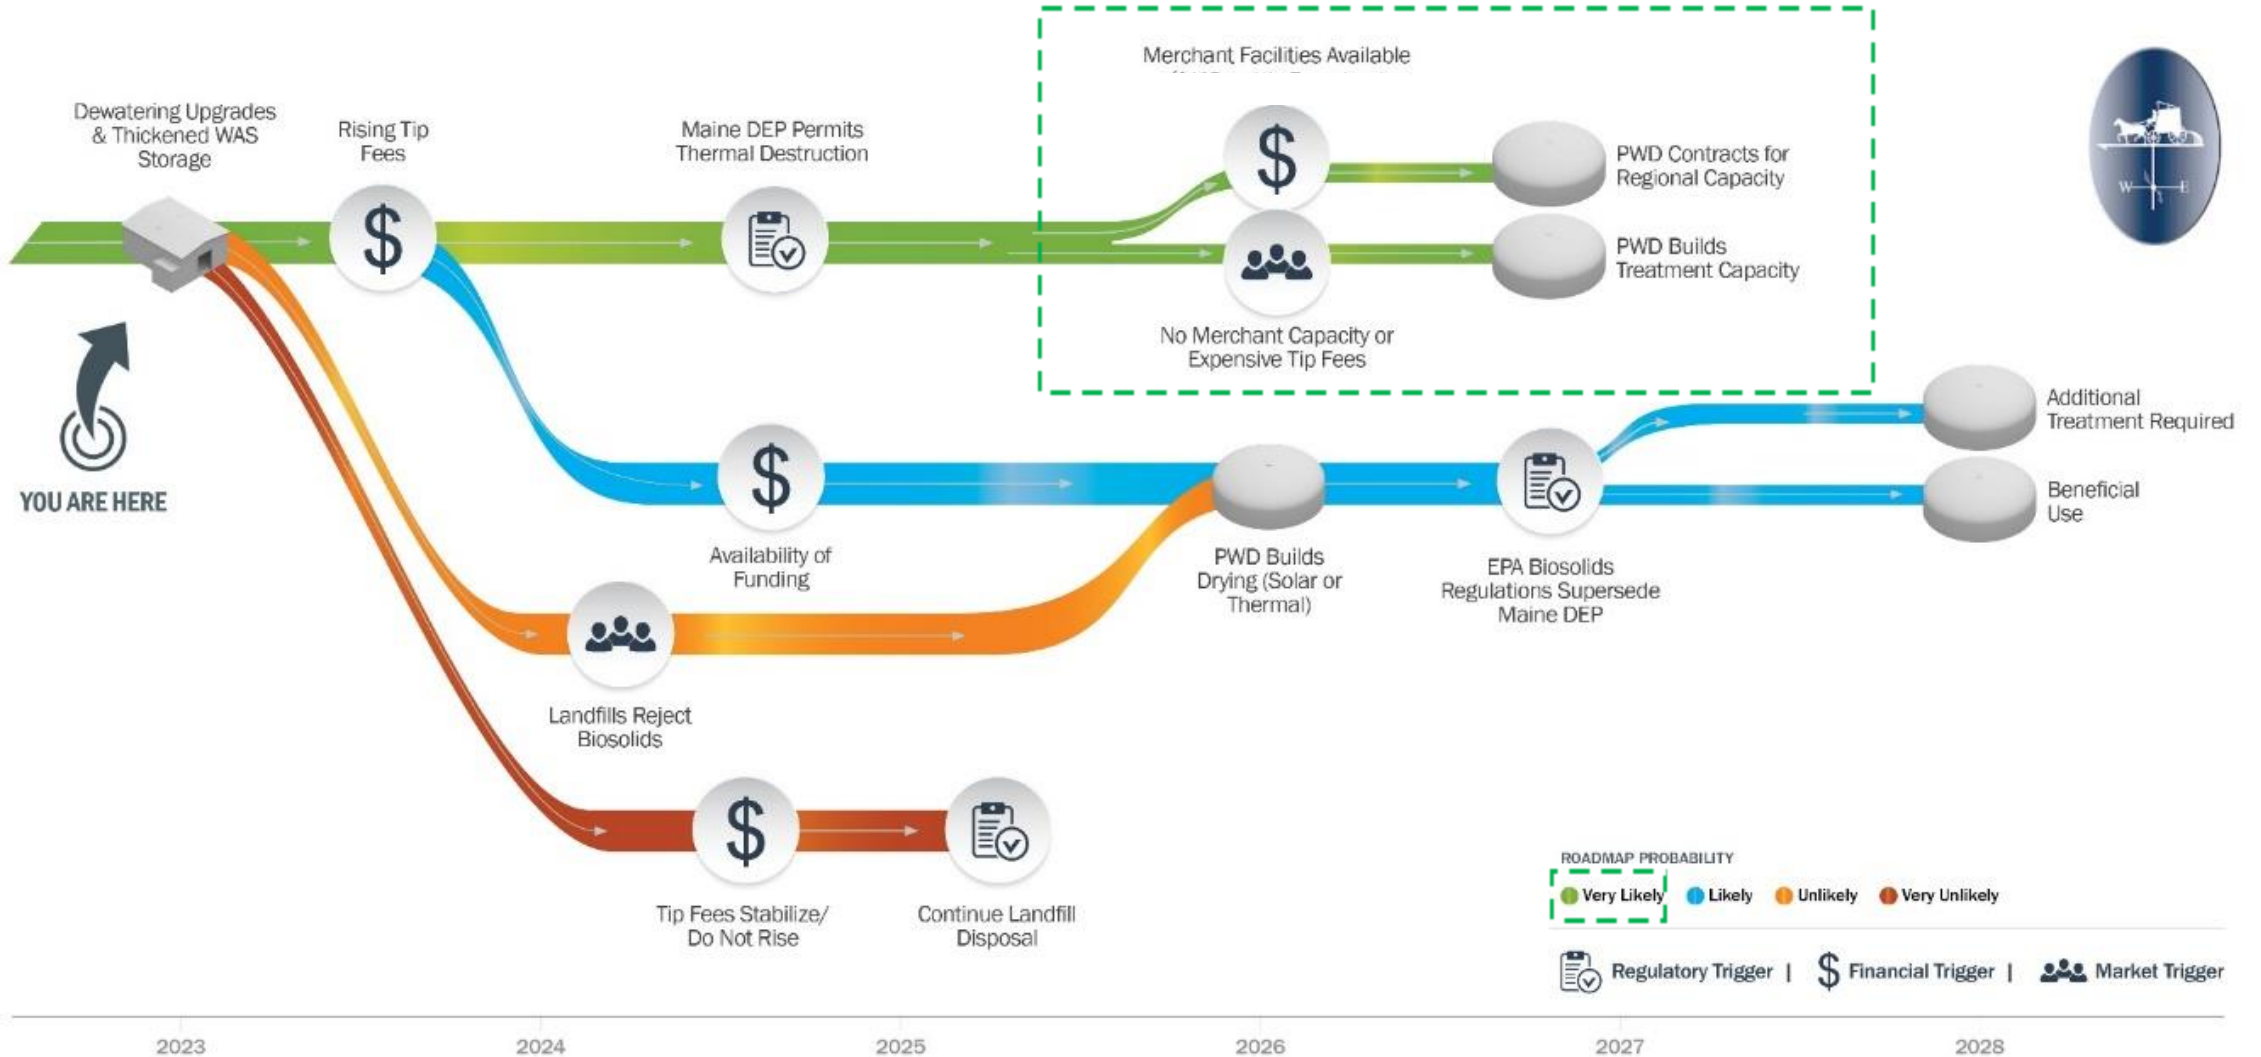 Merchant Facilities Available
Dewatering Upgrades
& Thickened WAS
Storage
Rising Tip
Fees
Maine DEP Permits
Thermal Destruction
$
$
PWD Contracts for
Regional Capacity
PWD Builds
Treatment Capacity
No Merchant Capacity or
Expensive Tip Fees
W
E
YOU ARE HERE
$
Availability of
Funding
PWD Builds
Drying (Solar or
Thermal)
EPA Biosolids
Regulations Supersede
Maine DEP
Additional
Treatment Required
Beneficial
Use
Landfills Reject
Biosolids
$
Tip Fees Stabilize/
Do Not Rise
Continue Landfill
Disposal
ROADMAP PROBABILITY
Very Likely
Likely
Unlikely
Very Unlikely
Regulatory Trigger |
$ Financial Trigger |
Market Trigger
2023
2024
2025
2026
2027
2028